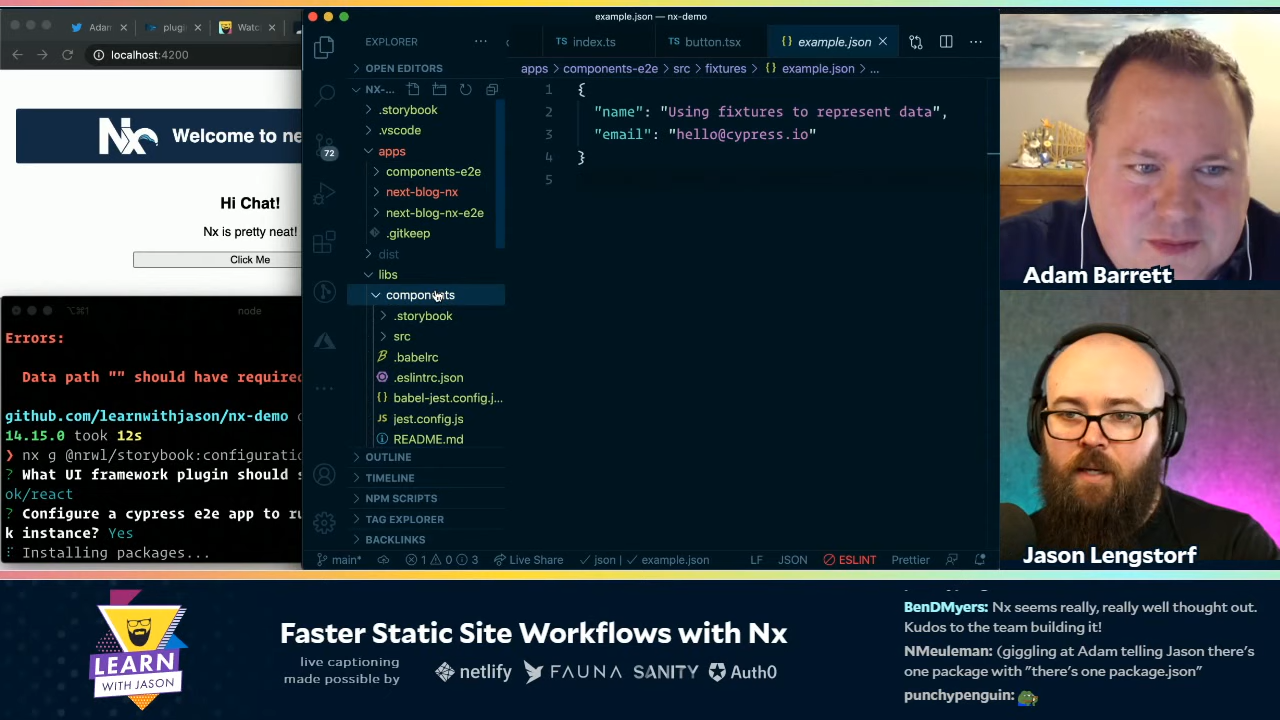 example.json — nx-demo
Adam
plugi
Watc
localhost:4200
Nx Welcome to ne
Hi Chat!
Nx is pretty neat!
Click Me
node
Errors:
Data path "" should have required
github.com/learnwithjason/nx-demo
14.15.0 took 12s
❯ nx g @nrwl/storybook:configuratio
? What UI framework plugin should s
ok/react
? Configure a cypress e2e app to ru
k instance? Yes
Installing packages...
72
EXPLORER
OPEN EDITORS
NX-...
.storybook
.vscode
apps
components-e2e
next-blog-nx
next-blog-nx-e2e
.gitkeep
dist
libs
components
.storybook
src
.babelrc
.eslintrc.json
babel-jest.config.j...
jest.config.js
README.md
OUTLINE
TIMELINE
NPM SCRIPTS
TAG EXPLORER
BACKLINKS
TS index.ts
TS button.tsx
{} example.json
apps > components-e2e > src > fixtures > {} example.json > ...
1 {
2 "name": "Using fixtures to represent data",
3 "email": "hello@cypress.io"
4 }
5
main* 1 0 3 Live Share json | example.json LF JSON ESLINT Prettier
Adam Barrett
Jason Lengstorf
LEARN
WITH JASON
Faster Static Site Workflows with Nx
live captioning
made possible by
netlify FAUNA SANITY Auth0
BenDMyers: Nx seems really, really well thought out.
Kudos to the team building it!
NMeuleman: (giggling at Adam telling Jason there's
one package with "there's one package.json"
punchypenguin: